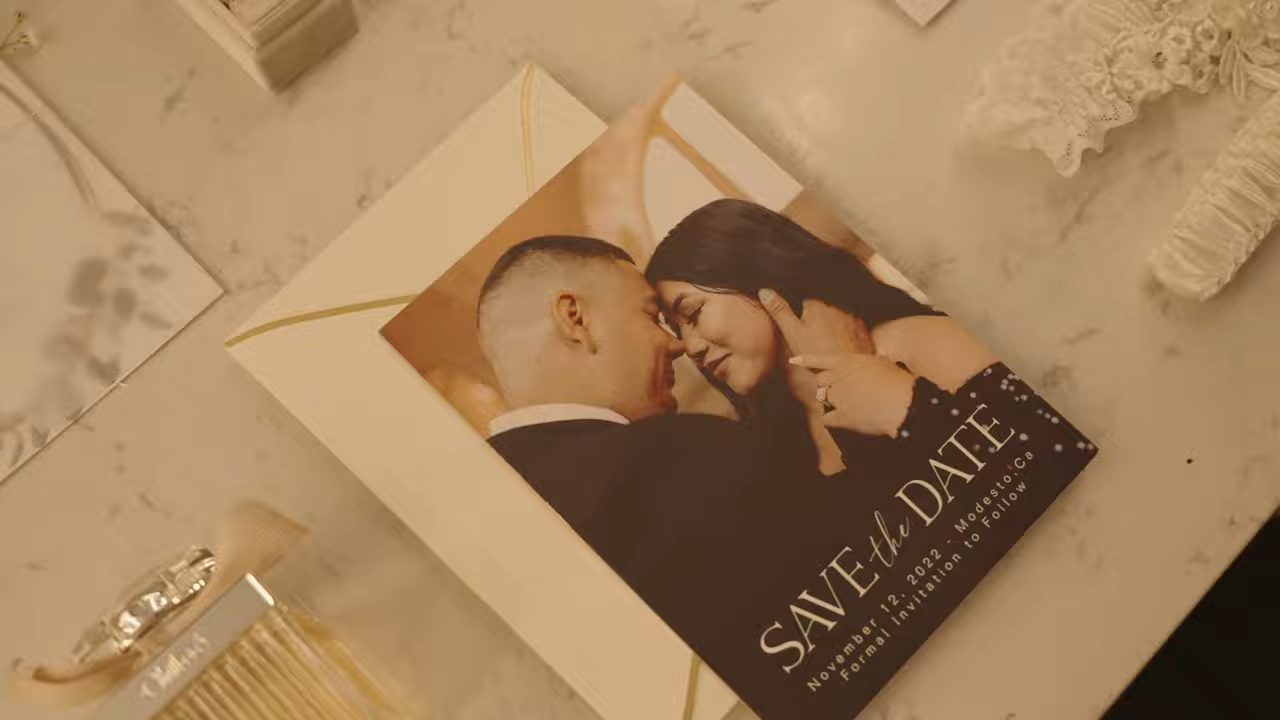 SAVE the DATE
November 12, 2022 - Modesto, Ca
Formal Invitation to Follow